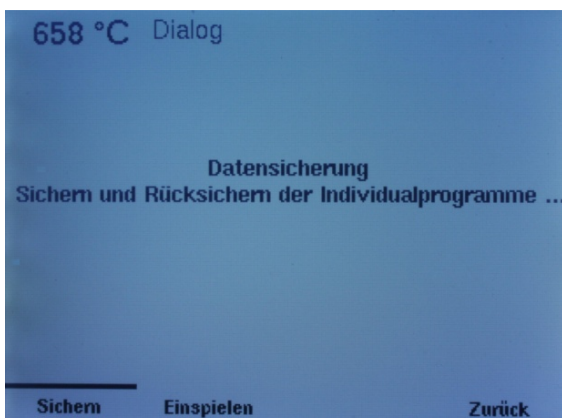 658 °C Dialog
Datensicherung
Sichern und Rücksichern der Individualprogramme ...
Sichern Einspielen Zurück